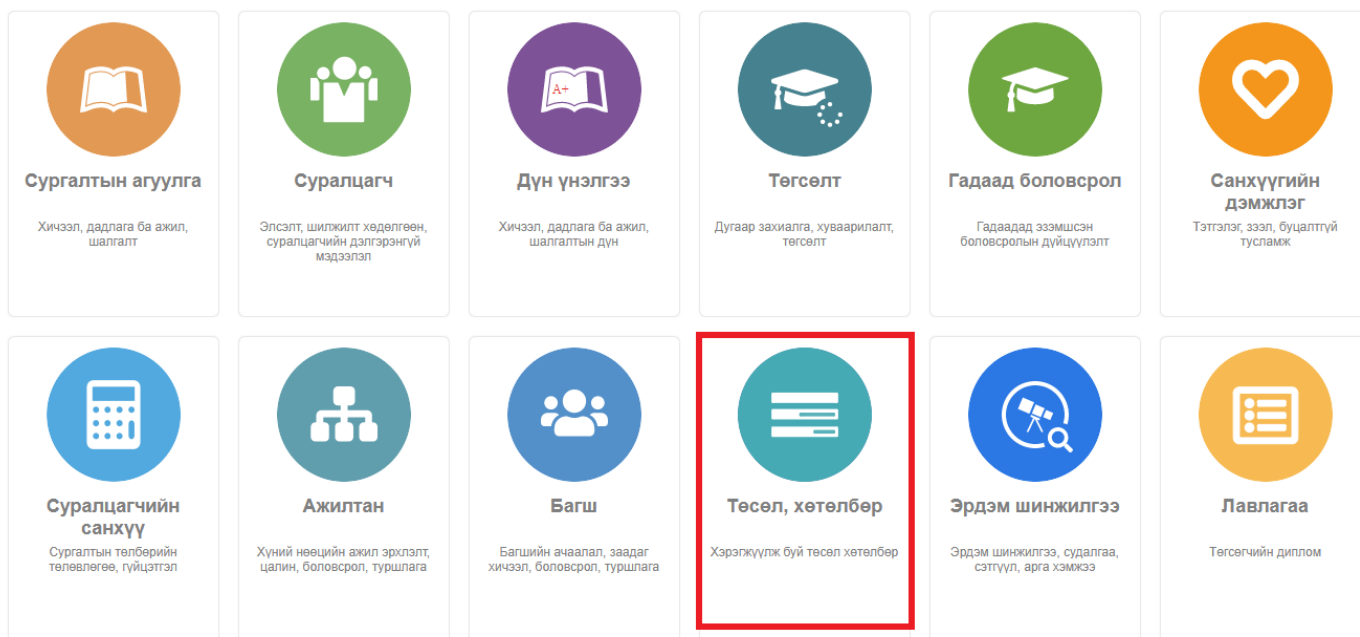 A+
Сургалтын агуулга
Хичээл, дадлага ба ажил,
шалгалт
Суралцагч
Элсэлт, шилжилт хөдөлгөөн,
суралцагчийн дэлгэрэнгүй
мэдээлэл
Дүн үнэлгээ
Хичээл, дадлага ба ажил,
шалгалтын дүн
Төгсөлт
Дугаар захиалга, хуваарилалт,
төгсөлт
Гадаад боловсрол
Гадаадад эзэмшсэн
боловсролын дүйцүүлэлт
Санхүүгийн
дэмжлэг
Тэтгэлэг, зээл, буцалтгүй
тусламж
Суралцагчийн
санхүү
Сургалтын төлбөрийн
төлөвлөгөө, гүйцэтгэл
Ажилтан
Хүний нөөцийн ажил эрхлэлт,
цалин, боловсрол, туршлага
Багш
Багшийн ачаалал, заадаг
хичээл, боловсрол, туршлага
Төсөл, хөтөлбөр
Хэрэгжүүлж буй төсөл хөтөлбөр
Эрдэм шинжилгээ
Эрдэм шинжилгээ, судалгаа,
сэтгүүл, арга хэмжээ
Лавлагаа
Төгсөгчийн диплом